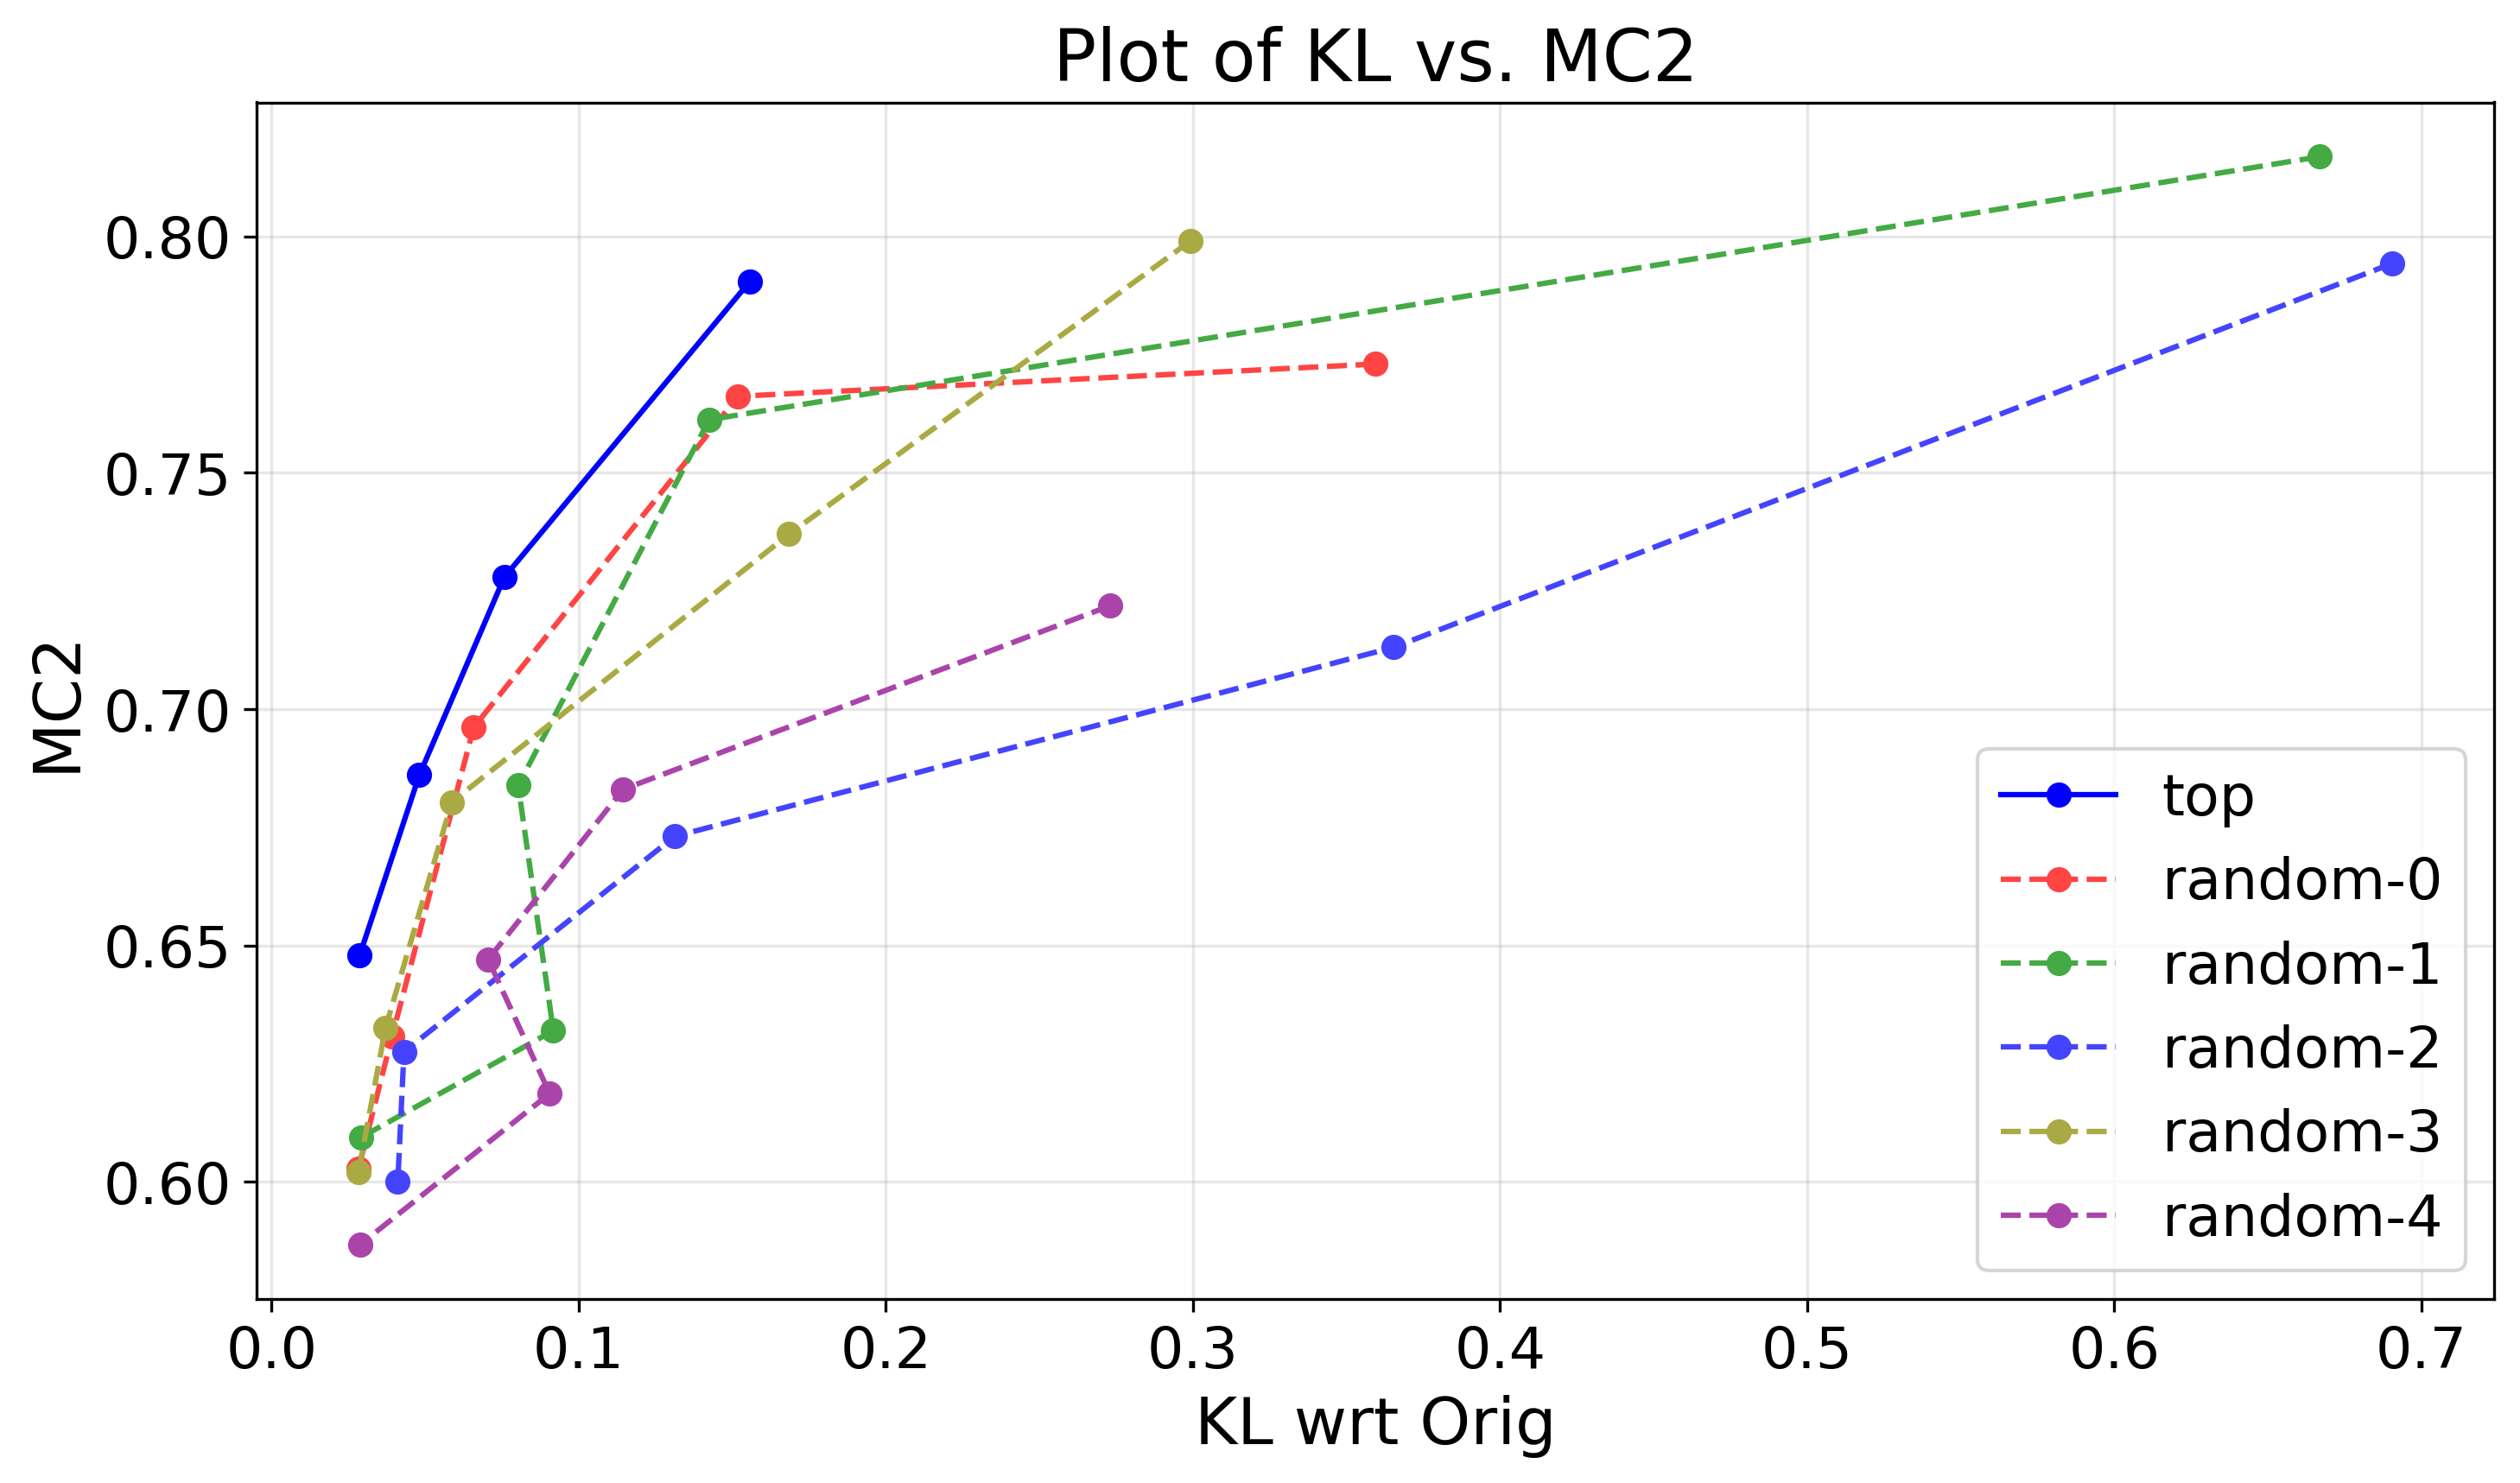 Plot of KL vs. MC2
MC2
0.80
0.75
0.70
0.65
0.60
0.0 0.1 0.2 0.3 0.4 0.5 0.6 0.7
KL wrt Orig
top
random-0
random-1
random-2
random-3
random-4